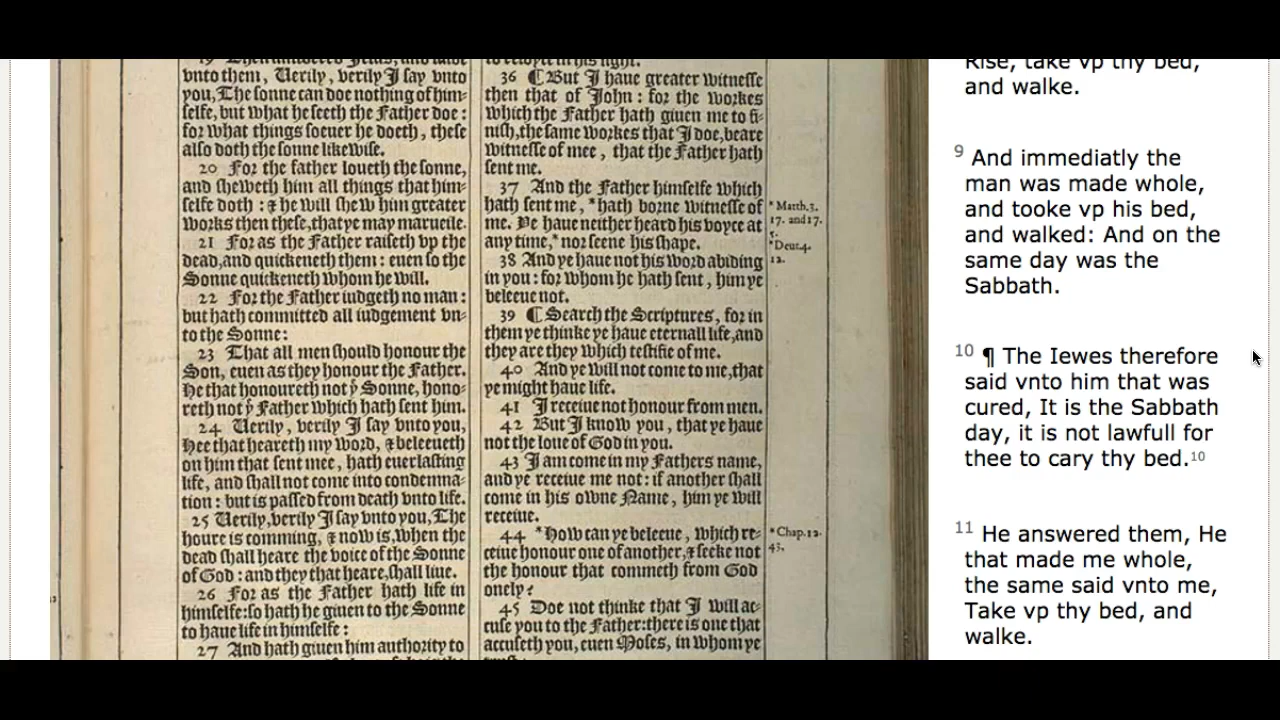 vnto them, Verily, verily I say vnto
you, The sonne can doe nothing of him-
selfe, but what he seeth the Father doe:
for what things soeuer he doeth, these
also doth the sonne likewise.
20 For the father loueth the sonne,
and sheweth him all things that him-
selfe doth: & he will shew him greater
works then these, that ye may marueile.
21 For as the Father raiseth vp the
dead, and quickeneth them: euen so the
Sonne quickeneth whom he will.
22 For the Father iudgeth no man:
but hath committed all iudgement vn-
to the Sonne:
23 That all men should honour the
Son, euen as they honour the Father.
He that honoureth not yͤ Sonne, hono-
reth not yͤ Father which hath sent him.
24 Verily, verily I say vnto you,
Hee that heareth my word, & beleeueth
on him that sent mee, hath euerlasting
life, and shall not come into condemna-
tion: but is passed from death vnto life.
25 Verily, verily I say vnto you, The
houre is comming, & now is, when the
dead shall heare the voice of the Sonne
of God: and they that heare, shall liue.
26 For as the Father hath life in
himselfe: so hath he giuen to the Sonne
to haue life in himselfe:
27 And hath giuen him authority to
36 ¶ But I haue greater witnesse
then that of John: for the workes
which the Father hath giuen me to fi-
nish, the same workes that I doe, beare
witnesse of mee, that the Father hath
sent me.
37 And the Father himselfe which
hath sent me, *hath borne witnesse of
me. Ye haue neither heard his voyce at
any time, *nor seene his shape.
38 And ye haue not his word abiding
in you: for whom he hath sent, him ye
beleeue not.
39 ¶ Search the Scriptures, for in
them ye thinke ye haue eternall life, and
they are they which testifie of me.
40 And ye will not come to me, that
ye might haue life.
41 I receiue not honour from men.
42 But I know you, that ye haue
not the loue of God in you.
43 I am come in my Fathers name,
and ye receiue me not: if another shall
come in his owne Name, him ye will
receiue.
44 *How can ye beleeue, which re-
ceiue honour one of another, & seeke not
the honour that commeth from God
onely?
45 Doe not thinke that I will ac-
cuse you to the Father: there is one that
accuseth you, euen Moses, in whom ye
*Matth.3.
17. and 17.
5.
*Deut.4.
12.
*Chap.12.
43.
Rise, take vp thy bed,
and walke.
9 And immediatly the
man was made whole,
and tooke vp his bed,
and walked: And on the
same day was the
Sabbath.
10 ¶ The Iewes therefore
said vnto him that was
cured, It is the Sabbath
day, it is not lawfull for
thee to cary thy bed.10
11 He answered them, He
that made me whole,
the same said vnto me,
Take vp thy bed, and
walke.